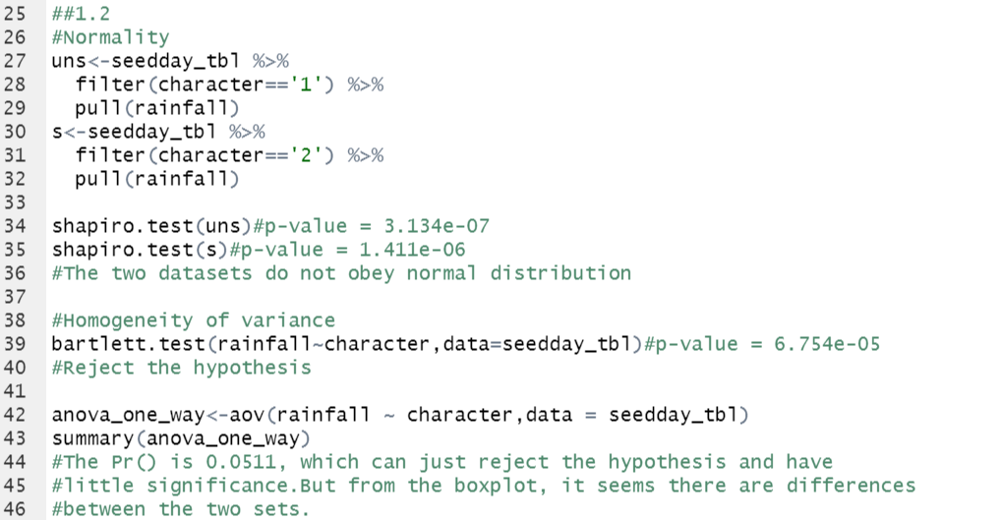 25 ##1.2
26 #Normality
27 uns<-seedday_tbl %>%
28   filter(character=='1') %>%
29   pull(rainfall)
30 s<-seedday_tbl %>%
31   filter(character=='2') %>%
32   pull(rainfall)
33
34 shapiro.test(uns)#p-value = 3.134e-07
35 shapiro.test(s)#p-value = 1.411e-06
36 #The two datasets do not obey normal distribution
37
38 #Homogeneity of variance
39 bartlett.test(rainfall~character,data=seedday_tbl)#p-value = 6.754e-05
40 #Reject the hypothesis
41
42 anova_one_way<-aov(rainfall ~ character,data = seedday_tbl)
43 summary(anova_one_way)
44 #The Pr() is 0.0511, which can just reject the hypothesis and have
45 #little significance.But from the boxplot, it seems there are differences
46 #between the two sets.